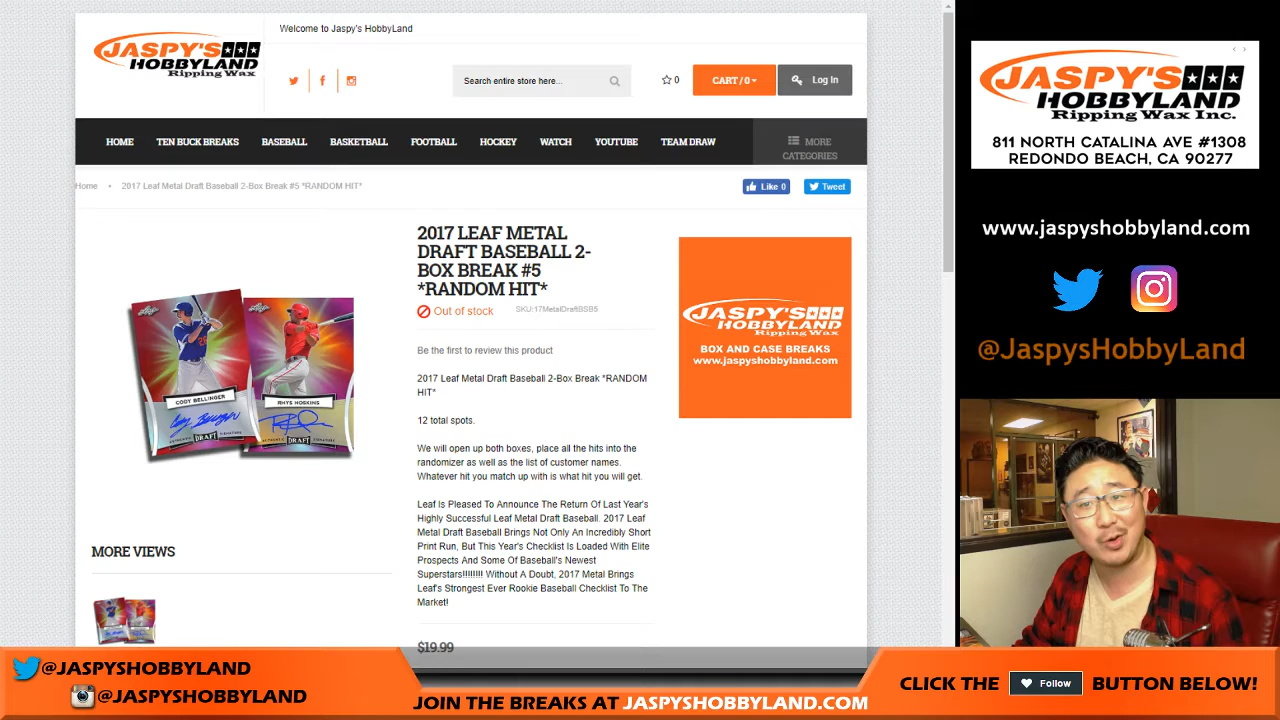 JASPY'S
HOBBYLAND
Ripping Wax
Welcome to Jaspy's HobbyLand
Search entire store here...
0
CART / 0
Log In
HOME TEN BUCK BREAKS BASEBALL BASKETBALL FOOTBALL HOCKEY WATCH YOUTUBE TEAM DRAW MORE
CATEGORIES
Home • 2017 Leaf Metal Draft Baseball 2-Box Break #5 *RANDOM HIT*
Like 0
Tweet
2017 LEAF METAL
DRAFT BASEBALL 2-
BOX BREAK #5
*RANDOM HIT*
Out of stock
SKU:17MetalDraftBSB5
Be the first to review this product
2017 Leaf Metal Draft Baseball 2-Box Break *RANDOM
HIT*
12 total spots.
We will open up both boxes, place all the hits into the
randomizer as well as the list of customer names.
Whatever hit you match up with is what hit you will get.
Leaf Is Pleased To Announce The Return Of Last Year's
Highly Successful Leaf Metal Draft Baseball. 2017 Leaf
Metal Draft Baseball Brings Not Only An Incredibly Short
Print Run, But This Year's Checklist Is Loaded With Elite
Prospects And Some Of Baseball's Newest
Superstars!!!!!!!! Without A Doubt, 2017 Metal Brings
Leaf's Strongest Ever Rookie Baseball Checklist To The
Market!
$19.99
CODY BELLINGER
DRAFT
RHYS HOSKINS
DRAFT
MORE VIEWS
JASPY'S
HOBBYLAND
Ripping Wax
BOX AND CASE BREAKS
www.jaspyshobbyland.com
JASPY'S
HOBBYLAND
Ripping Wax Inc.
811 NORTH CATALINA AVE #1308
REDONDO BEACH, CA 90277
www.jaspyshobbyland.com
@JaspysHobbyLand
@JASPYSHOBBYLAND
@JASPYSHOBBYLAND
JOIN THE BREAKS AT JASPYSHOBBYLAND.COM
CLICK THE Follow BUTTON BELOW!